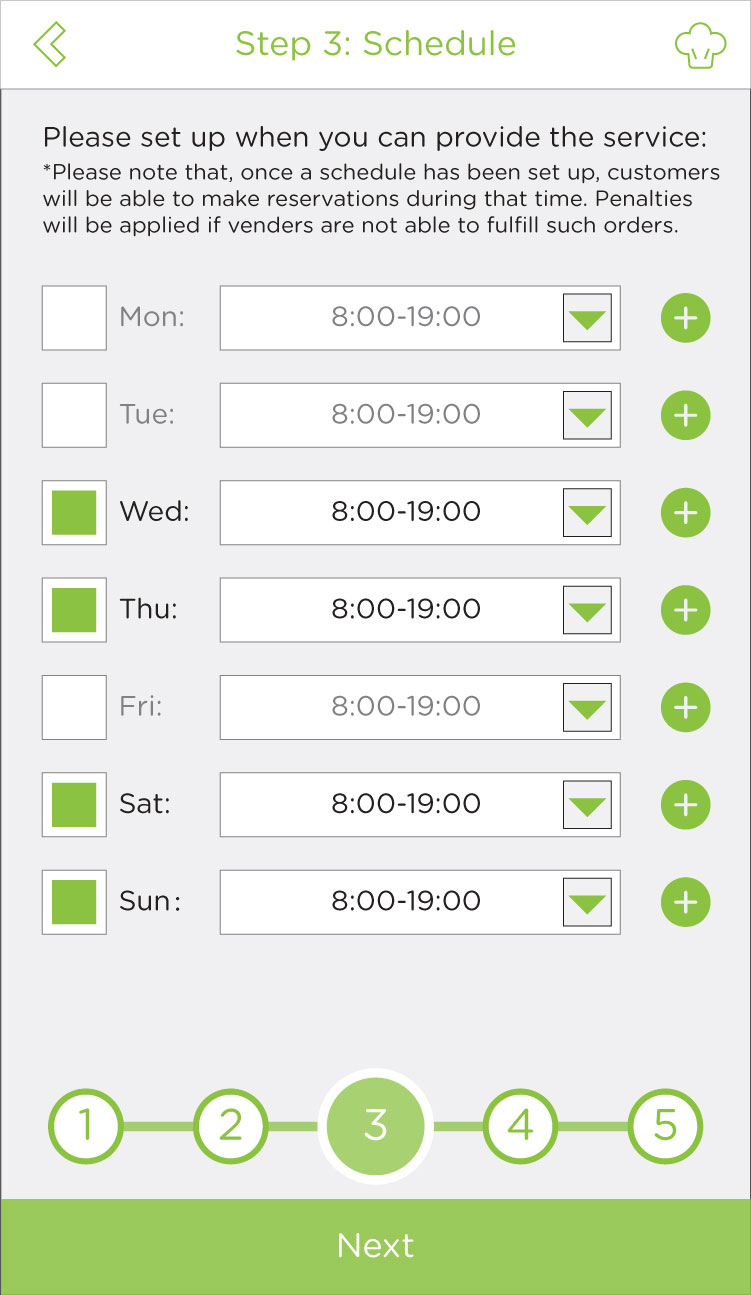 Step 3: Schedule
Please set up when you can provide the service:
*Please note that, once a schedule has been set up, customers
will be able to make reservations during that time. Penalties
will be applied if venders are not able to fulfill such orders.
Mon: 8:00-19:00
Tue: 8:00-19:00
Wed: 8:00-19:00
Thu: 8:00-19:00
Fri: 8:00-19:00
Sat: 8:00-19:00
Sun: 8:00-19:00
1 2 3 4 5
Next